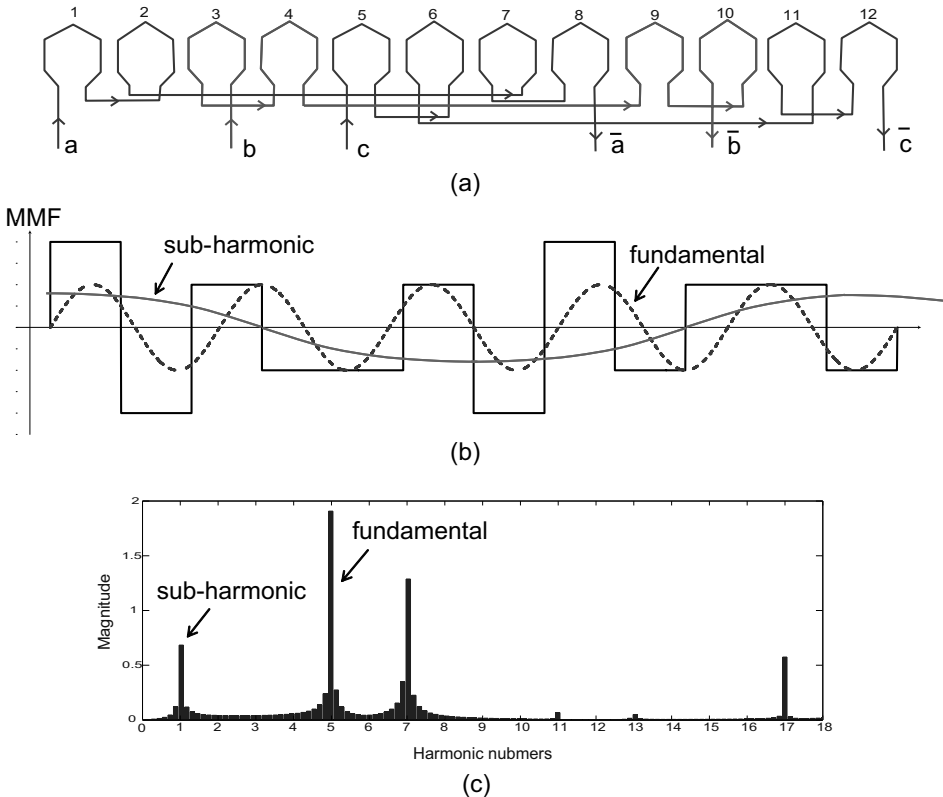 1 2 3 4 5 6 7 8 9 10 11 12
a b c a̅ b̅ c̅
(a)
MMF
sub-harmonic
fundamental
(b)
2
1.5
1
0.5
0
Magnitude
fundamental
sub-harmonic
0 1 2 3 4 5 6 7 8 9 10 11 12 13 14 15 16 17 18
Harmonic nubmers
(c)